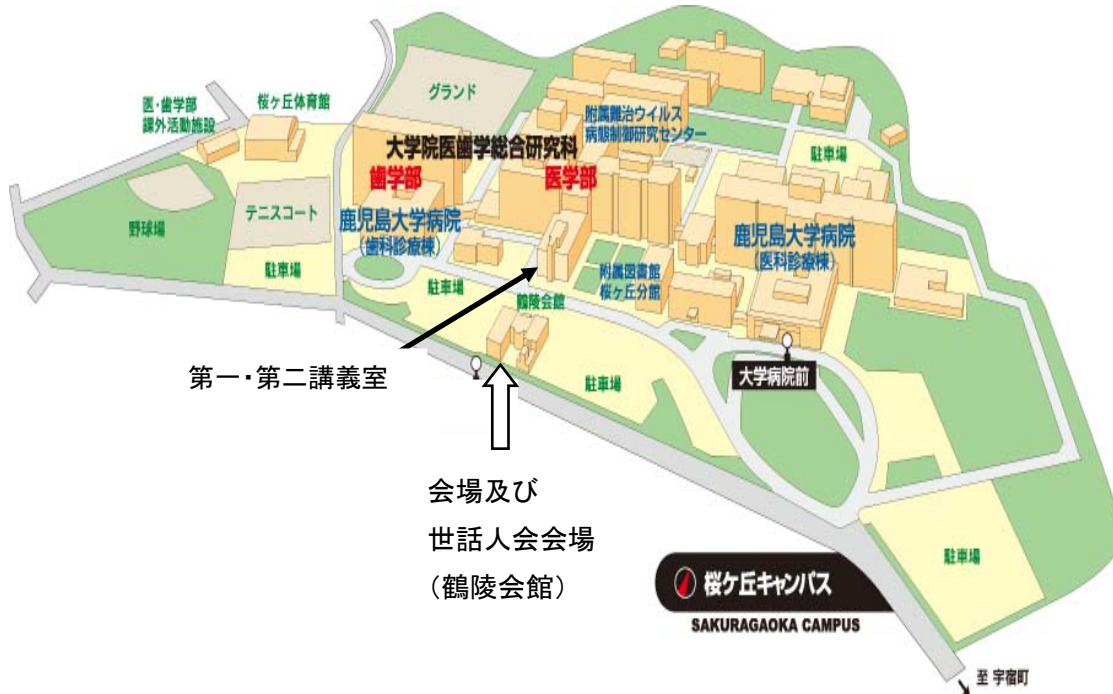 グランド
医・歯学部
課外活動施設
桜ヶ丘体育館
附属難治ウイルス
病態制御研究センター
駐車場
大学院医歯学総合研究科
歯学部
医学部
野球場
テニスコート
鹿児島大学病院
(歯科診療棟)
鹿児島大学病院
(医科診療棟)
駐車場
駐車場
附属図書館
桜ヶ丘分館
鶴陵会館
第一・第二講義室
駐車場
大学病院前
会場及び
世話人会会場
(鶴陵会館)
駐車場
桜ケ丘キャンパス
SAKURAGAOKA CAMPUS
至 宇宿町